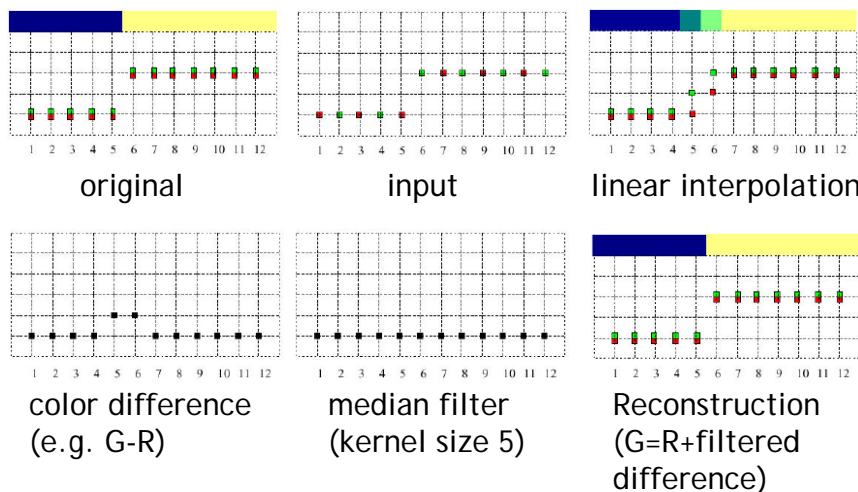 1 2 3 4 5 6 7 8 9 10 11 12
1 2 3 4 5 6 7 8 9 10 11 12
1 2 3 4 5 6 7 8 9 10 11 12
original
input
linear interpolation
1 2 3 4 5 6 7 8 9 10 11 12
1 2 3 4 5 6 7 8 9 10 11 12
1 2 3 4 5 6 7 8 9 10 11 12
color difference
(e.g. G-R)
median filter
(kernel size 5)
Reconstruction
(G=R+filtered
difference)